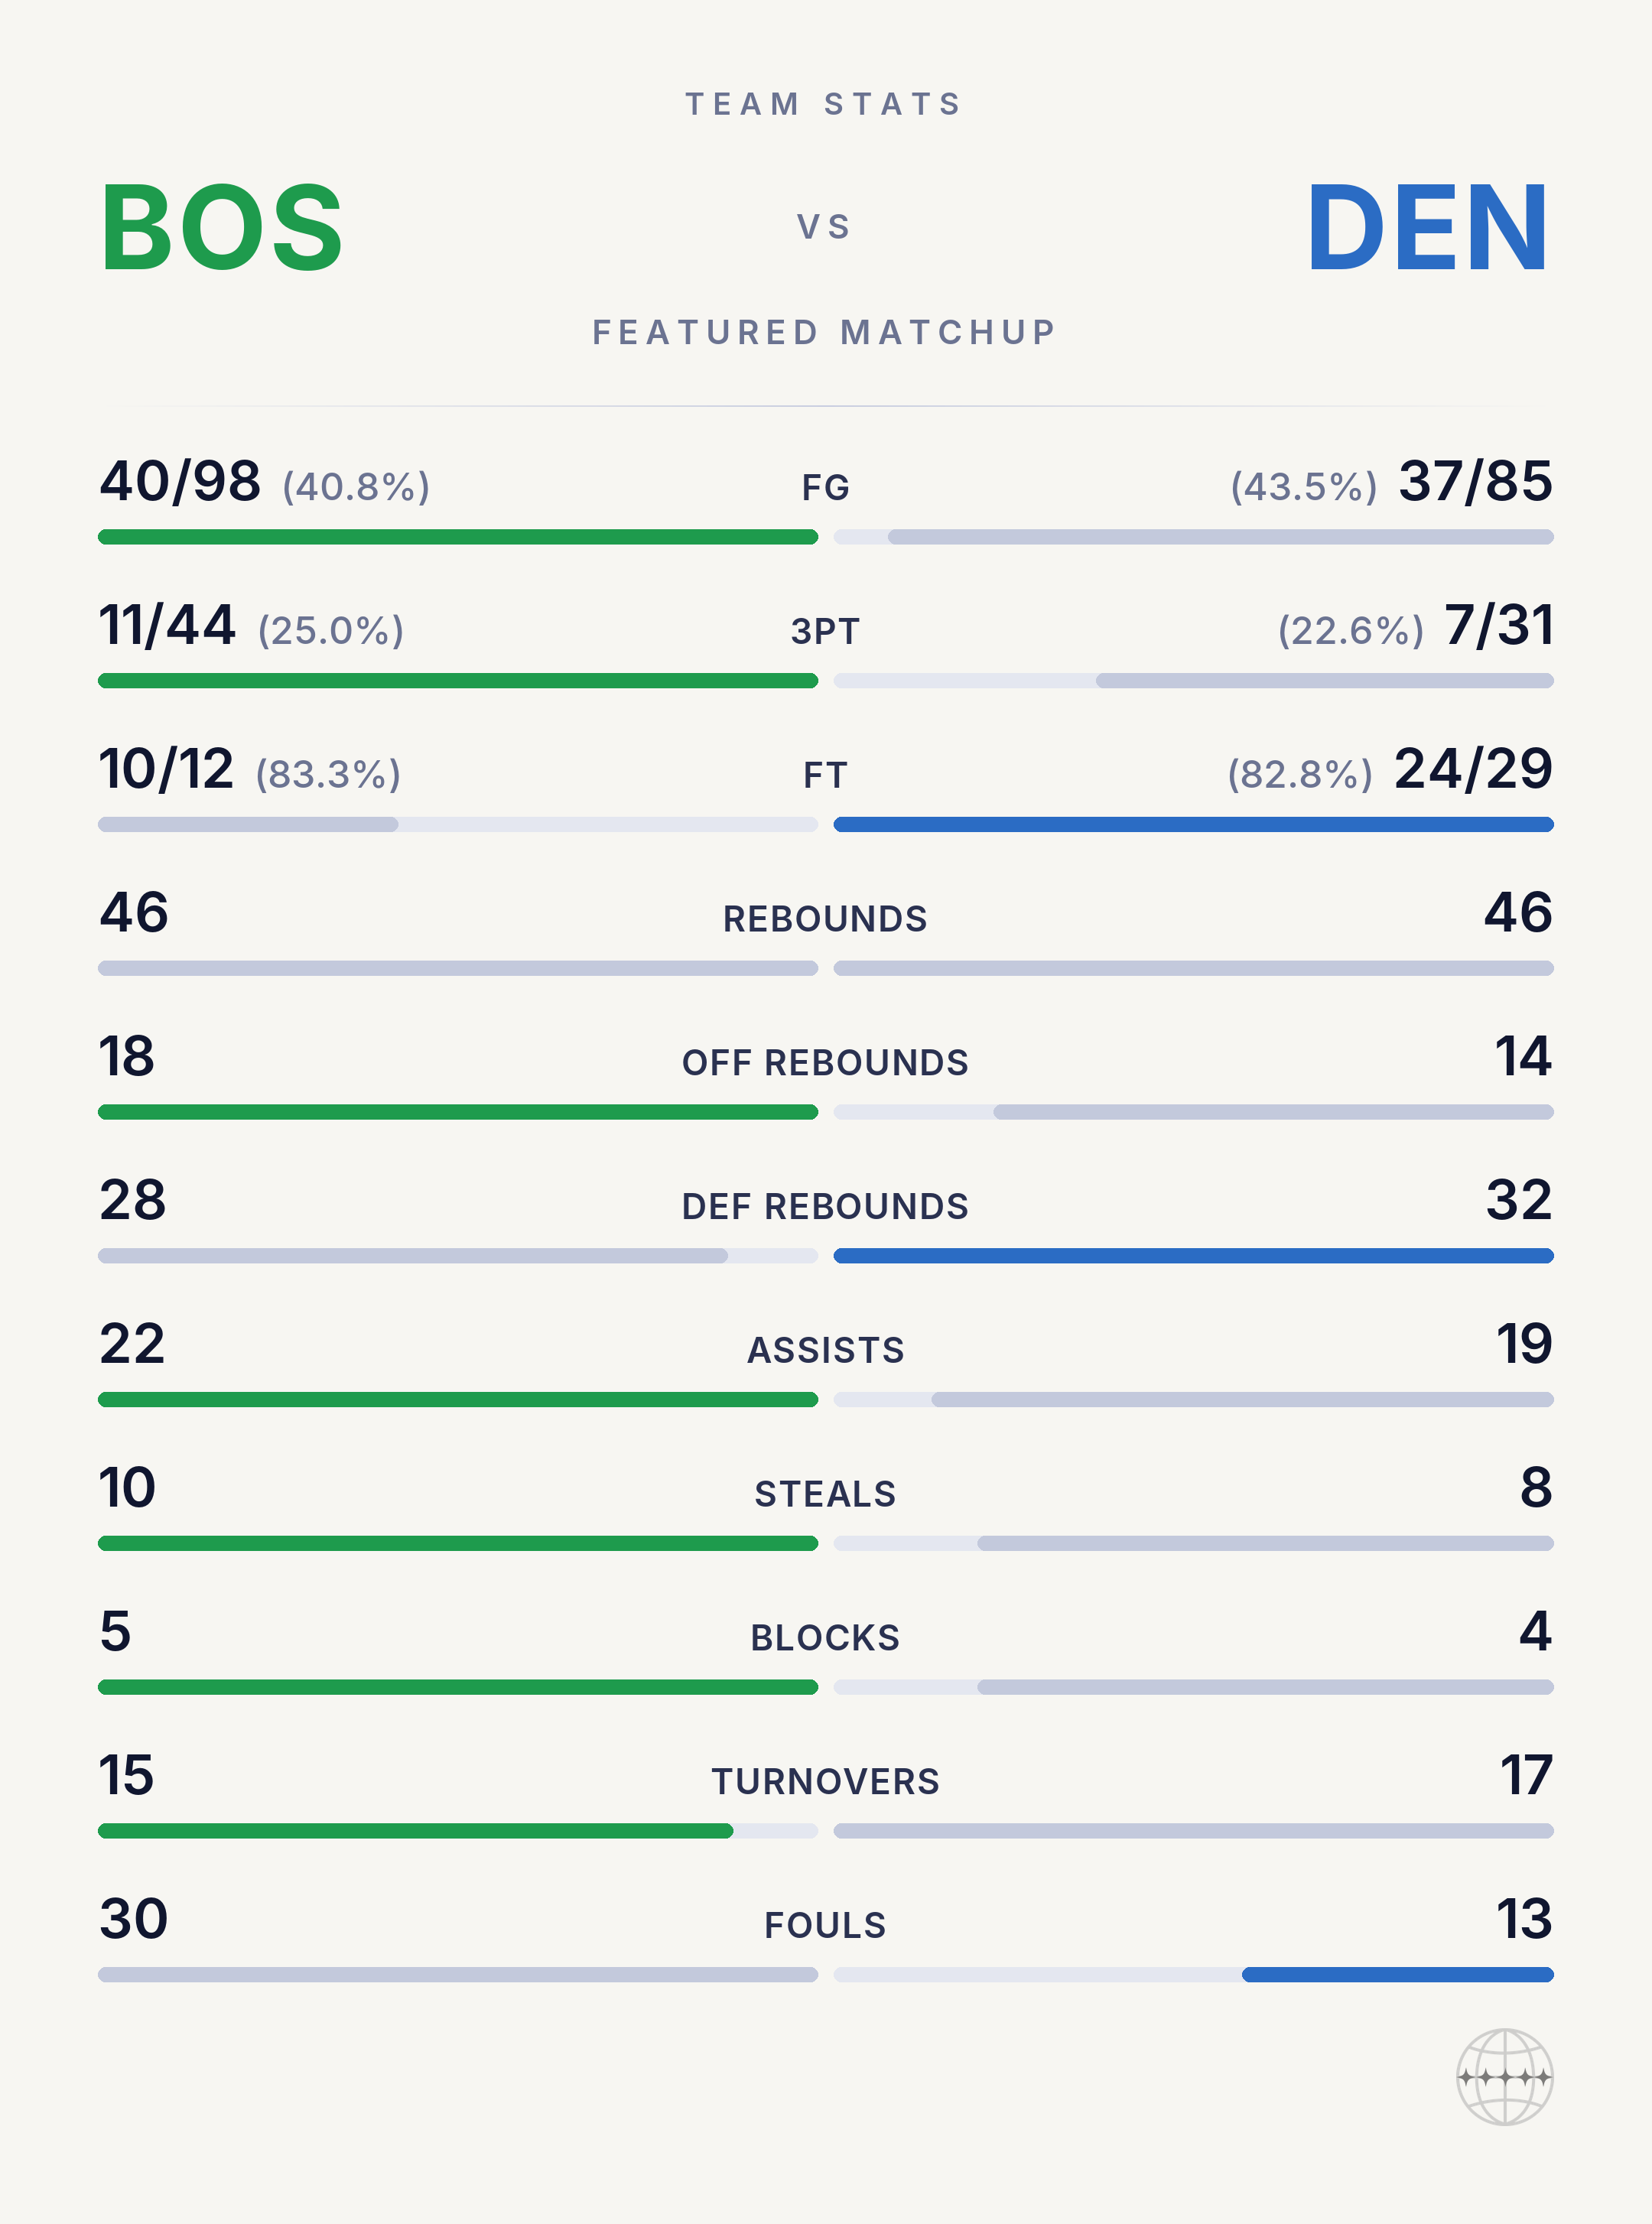 TEAM STATS
BOS VS DEN
FEATURED MATCHUP
40/98 (40.8%) FG (43.5%) 37/85
11/44 (25.0%) 3PT (22.6%) 7/31
10/12 (83.3%) FT (82.8%) 24/29
46 REBOUNDS 46
18 OFF REBOUNDS 14
28 DEF REBOUNDS 32
22 ASSISTS 19
10 STEALS 8
5 BLOCKS 4
15 TURNOVERS 17
30 FOULS 13